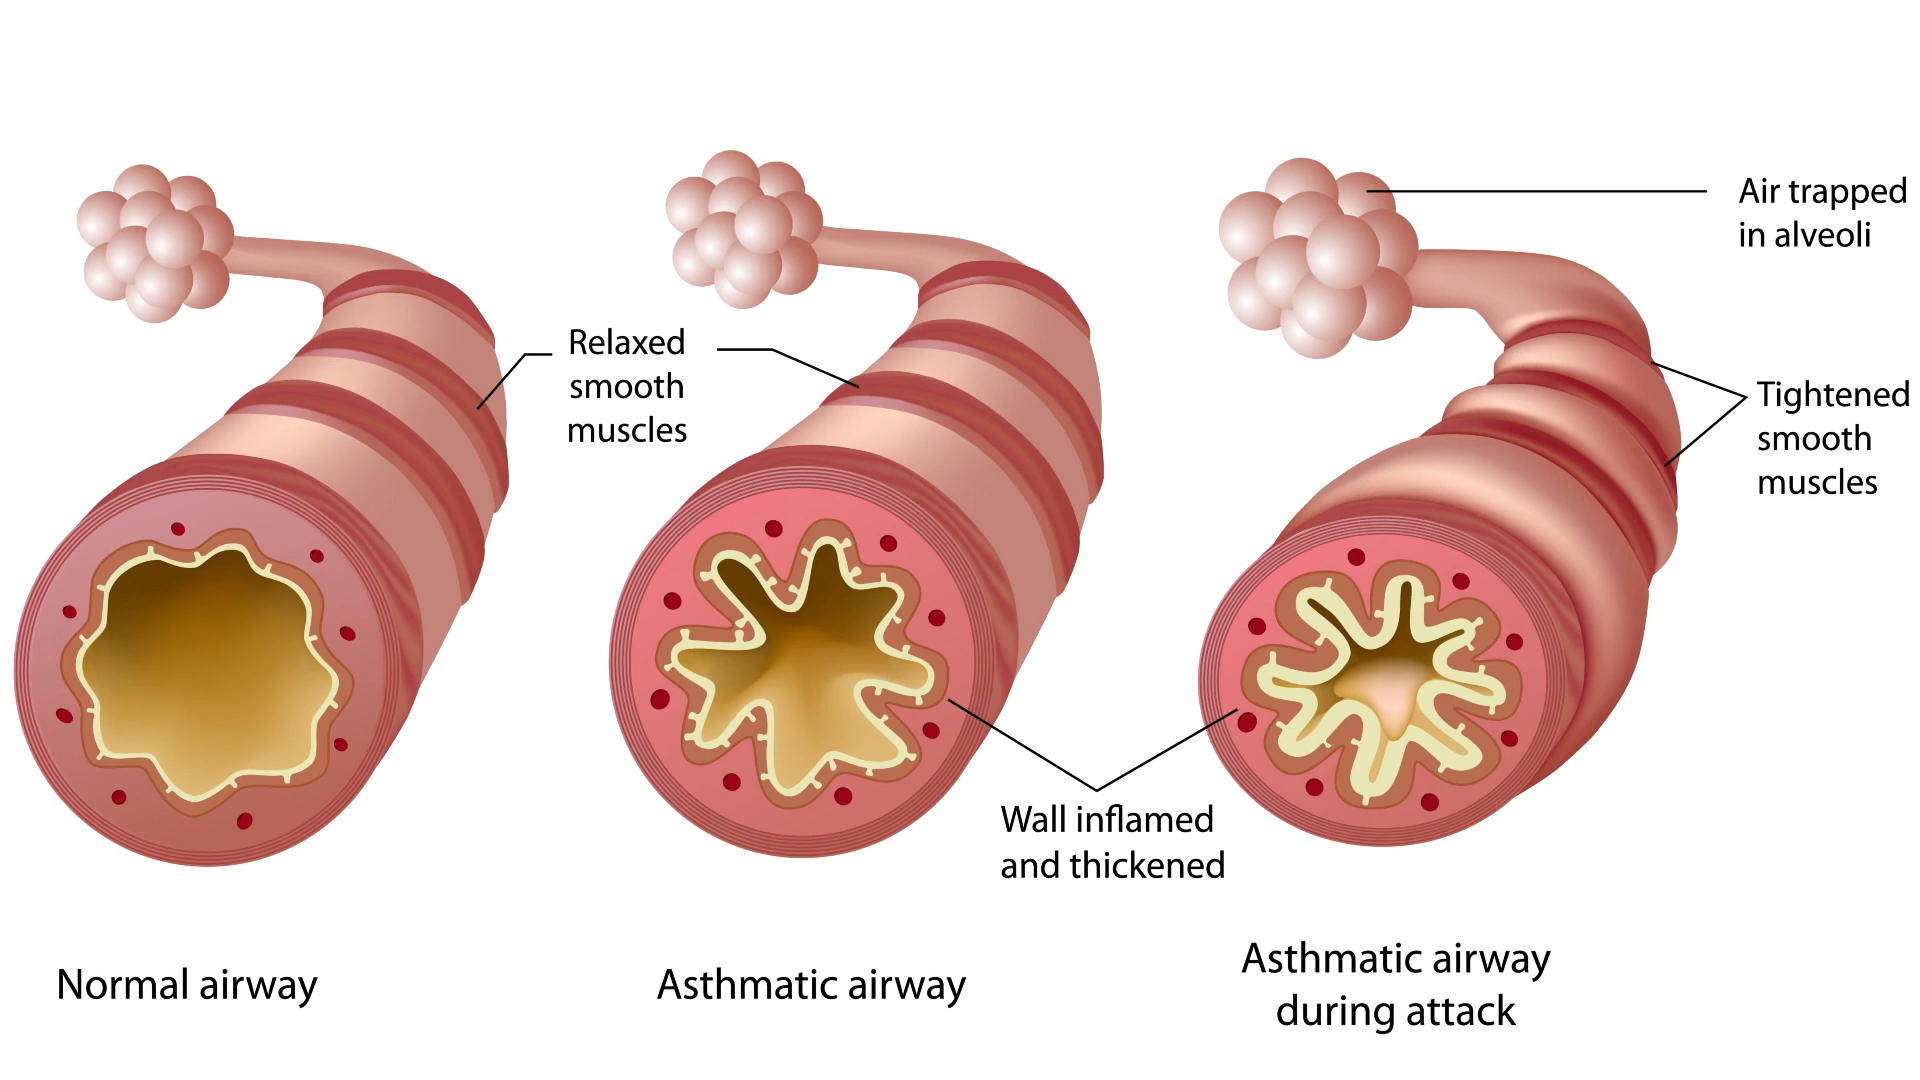 Air trapped
in alveoli
Relaxed
smooth
muscles
Tightened
smooth
muscles
Wall inflamed
and thickened
Normal airway
Asthmatic airway
Asthmatic airway
during attack